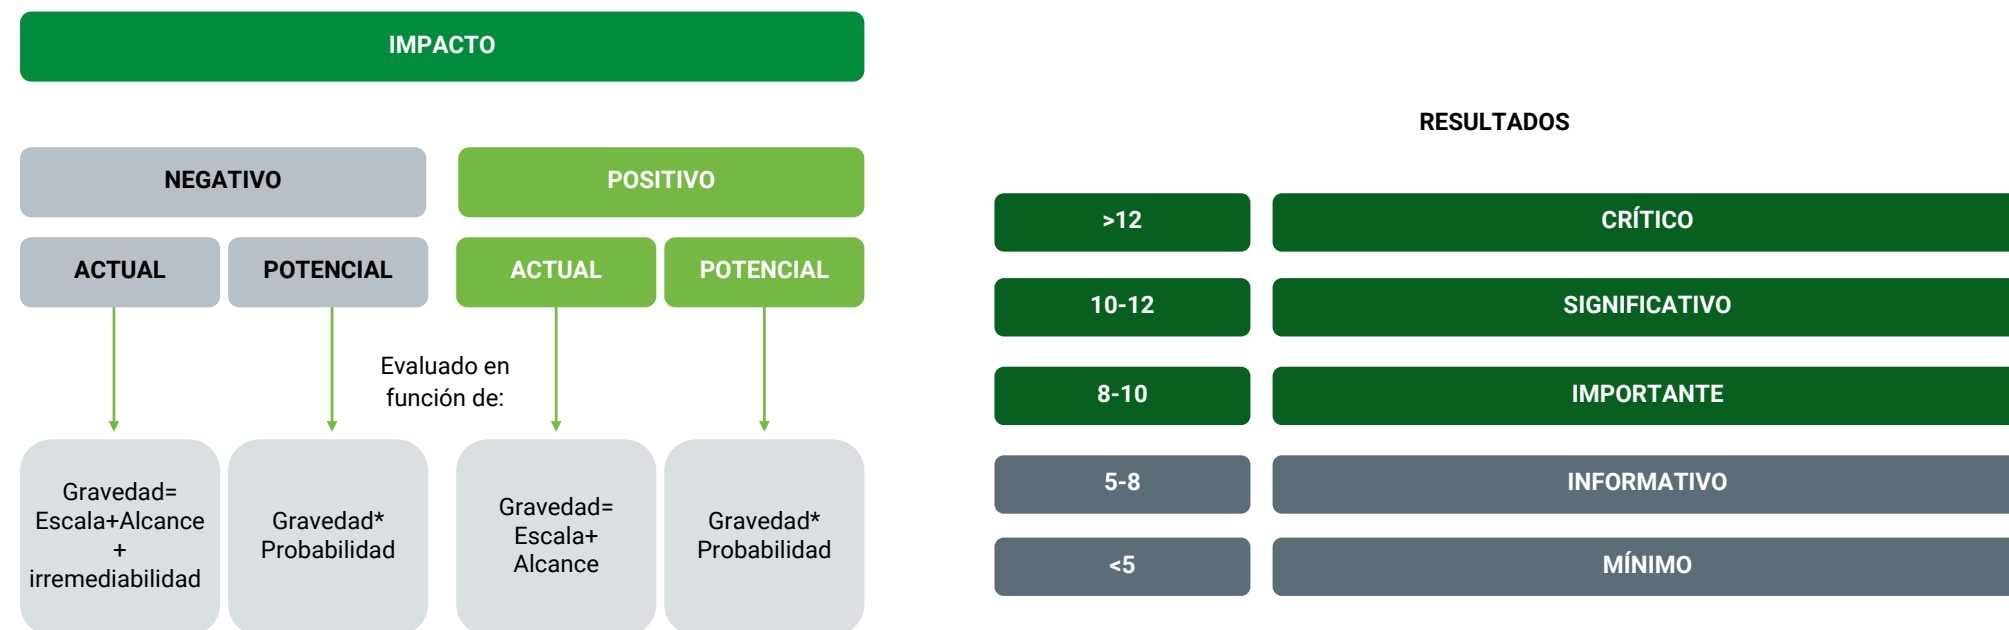 IMPACTO
NEGATIVO
POSITIVO
ACTUAL
POTENCIAL
ACTUAL
POTENCIAL
Evaluado en
función de:
Gravedad=
Escala+Alcance
+
irremediabilidad
Gravedad*
Probabilidad
Gravedad=
Escala+
Alcance
Gravedad*
Probabilidad
RESULTADOS
>12
CRÍTICO
10-12
SIGNIFICATIVO
8-10
IMPORTANTE
5-8
INFORMATIVO
<5
MÍNIMO